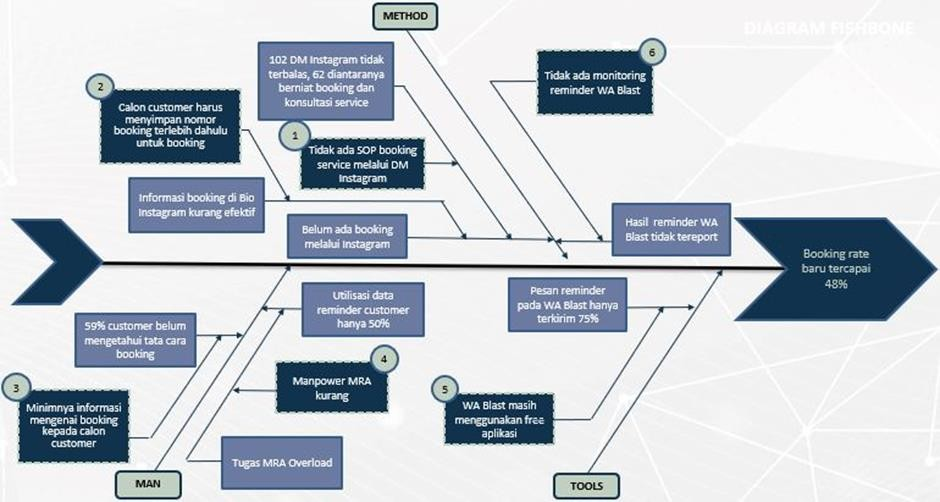 METHOD
DIAGRAM FISHBONE
102 DM Instagram tidak
terbalas, 62 diantaranya
berniat booking dan
konsultasi service
6
Tidak ada monitoring
reminder WA Blast
2
Calon customer harus
menyimpan nomor
booking terlebih dahulu
untuk booking
1
Tidak ada SOP booking
service melalui DM
Instagram
Informasi booking di Bio
Instagram kurang efektif
Belum ada booking
melalui Instagram
Hasil reminder WA
Blast tidak tereport
Booking rate
baru tercapai
48%
Utilisasi data
reminder customer
hanya 50%
Pesan reminder
pada WA Blast hanya
terkirim 75%
59% customer belum
mengetahui tata cara
booking
4
Manpower MRA
kurang
3
Minimnya informasi
mengenai booking
kepada calon
customer
5
WA Blast masih
menggunakan free
aplikasi
Tugas MRA Overload
MAN
TOOLS